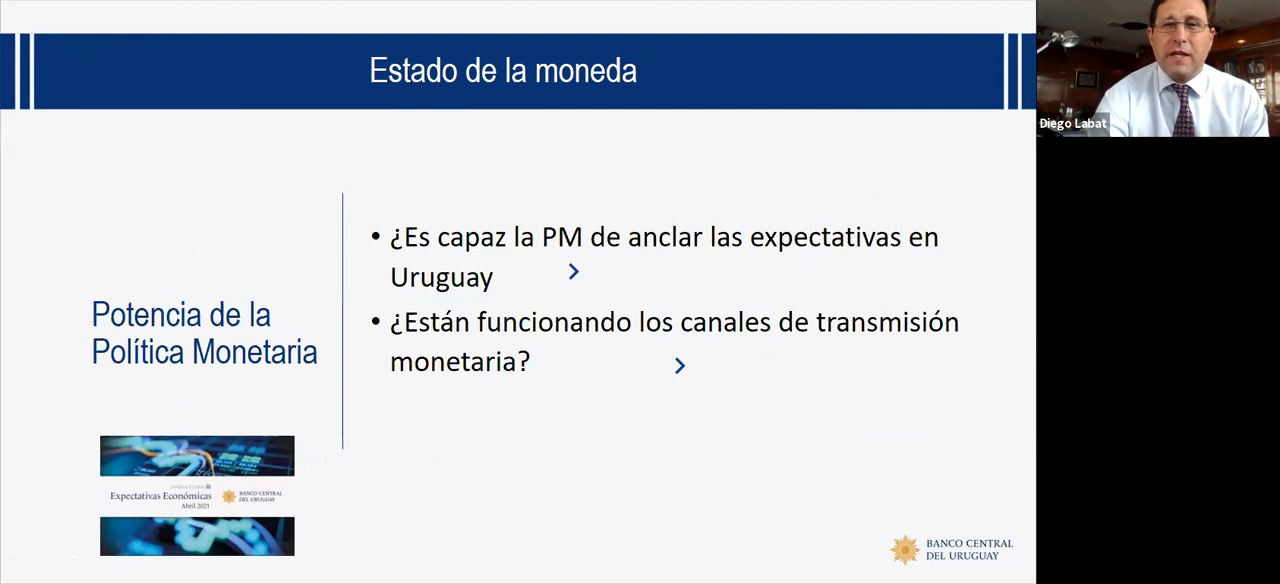 Estado de la moneda
Diego Labat
• ¿Es capaz la PM de anclar las expectativas en
Uruguay
• ¿Están funcionando los canales de transmisión
monetaria?
Potencia de la
Política Monetaria
Expectativas Económicas
Abril 2021
BANCO CENTRAL
DEL URUGUAY
BANCO CENTRAL
DEL URUGUAY